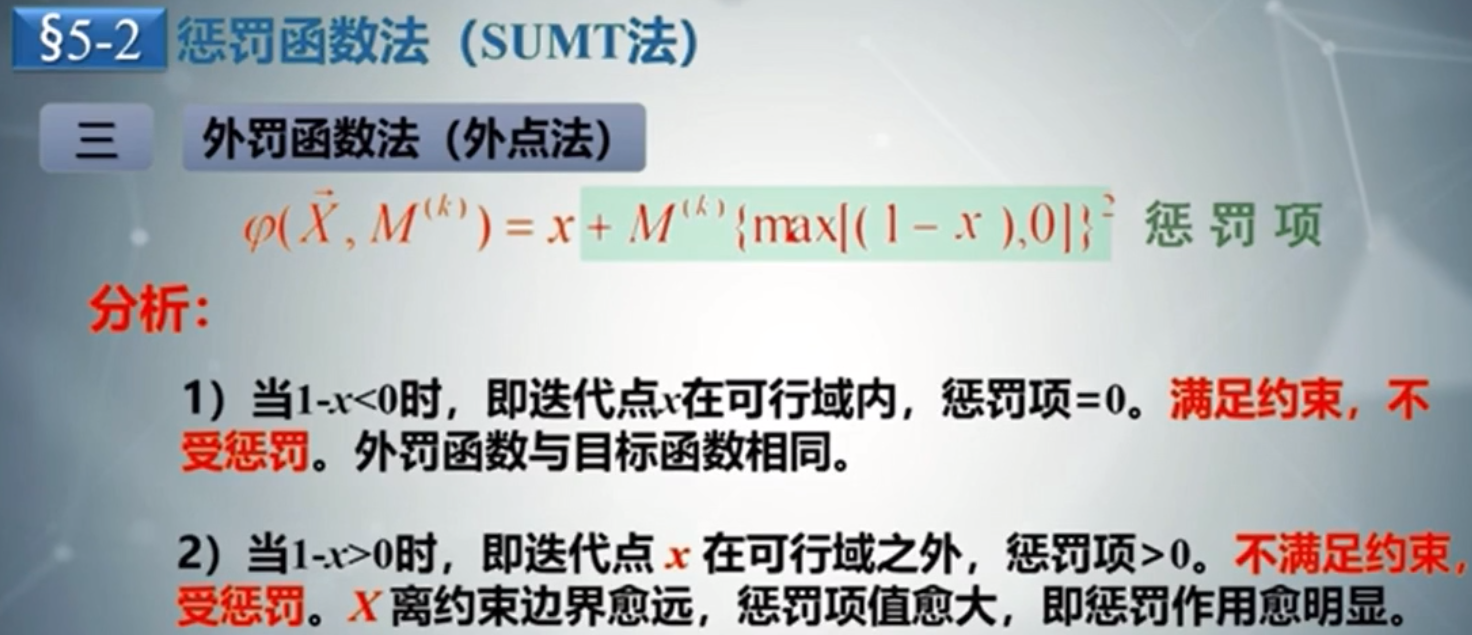 §5-2 惩罚函数法（SUMT法）
三 外罚函数法（外点法）
φ(X⃗, M⁽ᵏ⁾) = x + M⁽ᵏ⁾{max[(1 − x),0]}² 惩罚项
分析：
1）当1-x<0时，即迭代点x在可行域内，惩罚项=0。满足约束，不
受惩罚。外罚函数与目标函数相同。
2）当1-x>0时，即迭代点 x 在可行域之外，惩罚项>0。不满足约束，
受惩罚。X 离约束边界愈远，惩罚项值愈大，即惩罚作用愈明显。